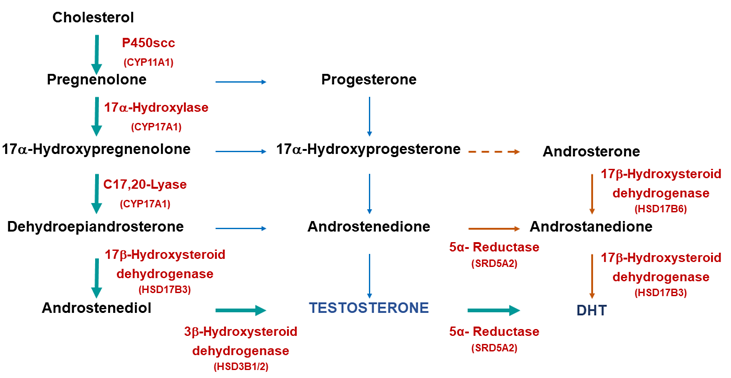 Cholesterol
P450scc
(CYP11A1)
Pregnenolone
Progesterone
17α-Hydroxylase
(CYP17A1)
17α-Hydroxypregnenolone
17α-Hydroxyprogesterone
Androsterone
C17,20-Lyase
(CYP17A1)
17β-Hydroxysteroid
dehydrogenase
(HSD17B6)
Dehydroepiandrosterone
Androstenedione
Androstanedione
5α- Reductase
(SRD5A2)
17β-Hydroxysteroid
dehydrogenase
(HSD17B3)
17β-Hydroxysteroid
dehydrogenase
(HSD17B3)
Androstenediol
TESTOSTERONE
DHT
3β-Hydroxysteroid
dehydrogenase
(HSD3B1/2)
5α- Reductase
(SRD5A2)